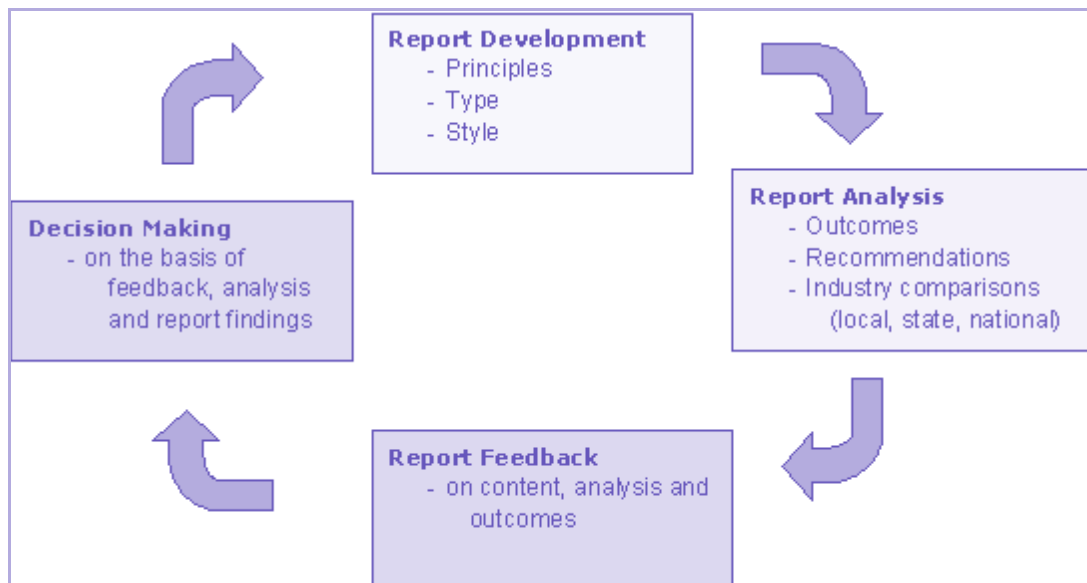 Report Development
- Principles
- Type
- Style
Report Analysis
- Outcomes
- Recommendations
- Industry comparisons
(local, state, national)
Report Feedback
- on content, analysis and
outcomes
Decision Making
- on the basis of
feedback, analysis
and report findings